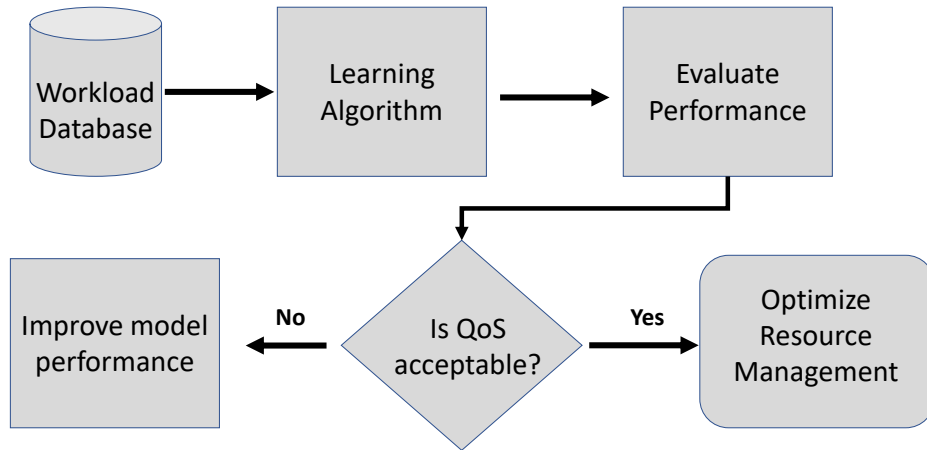 Workload
Database
Learning
Algorithm
Evaluate
Performance
Improve model
performance
No
Is QoS
acceptable?
Yes
Optimize
Resource
Management